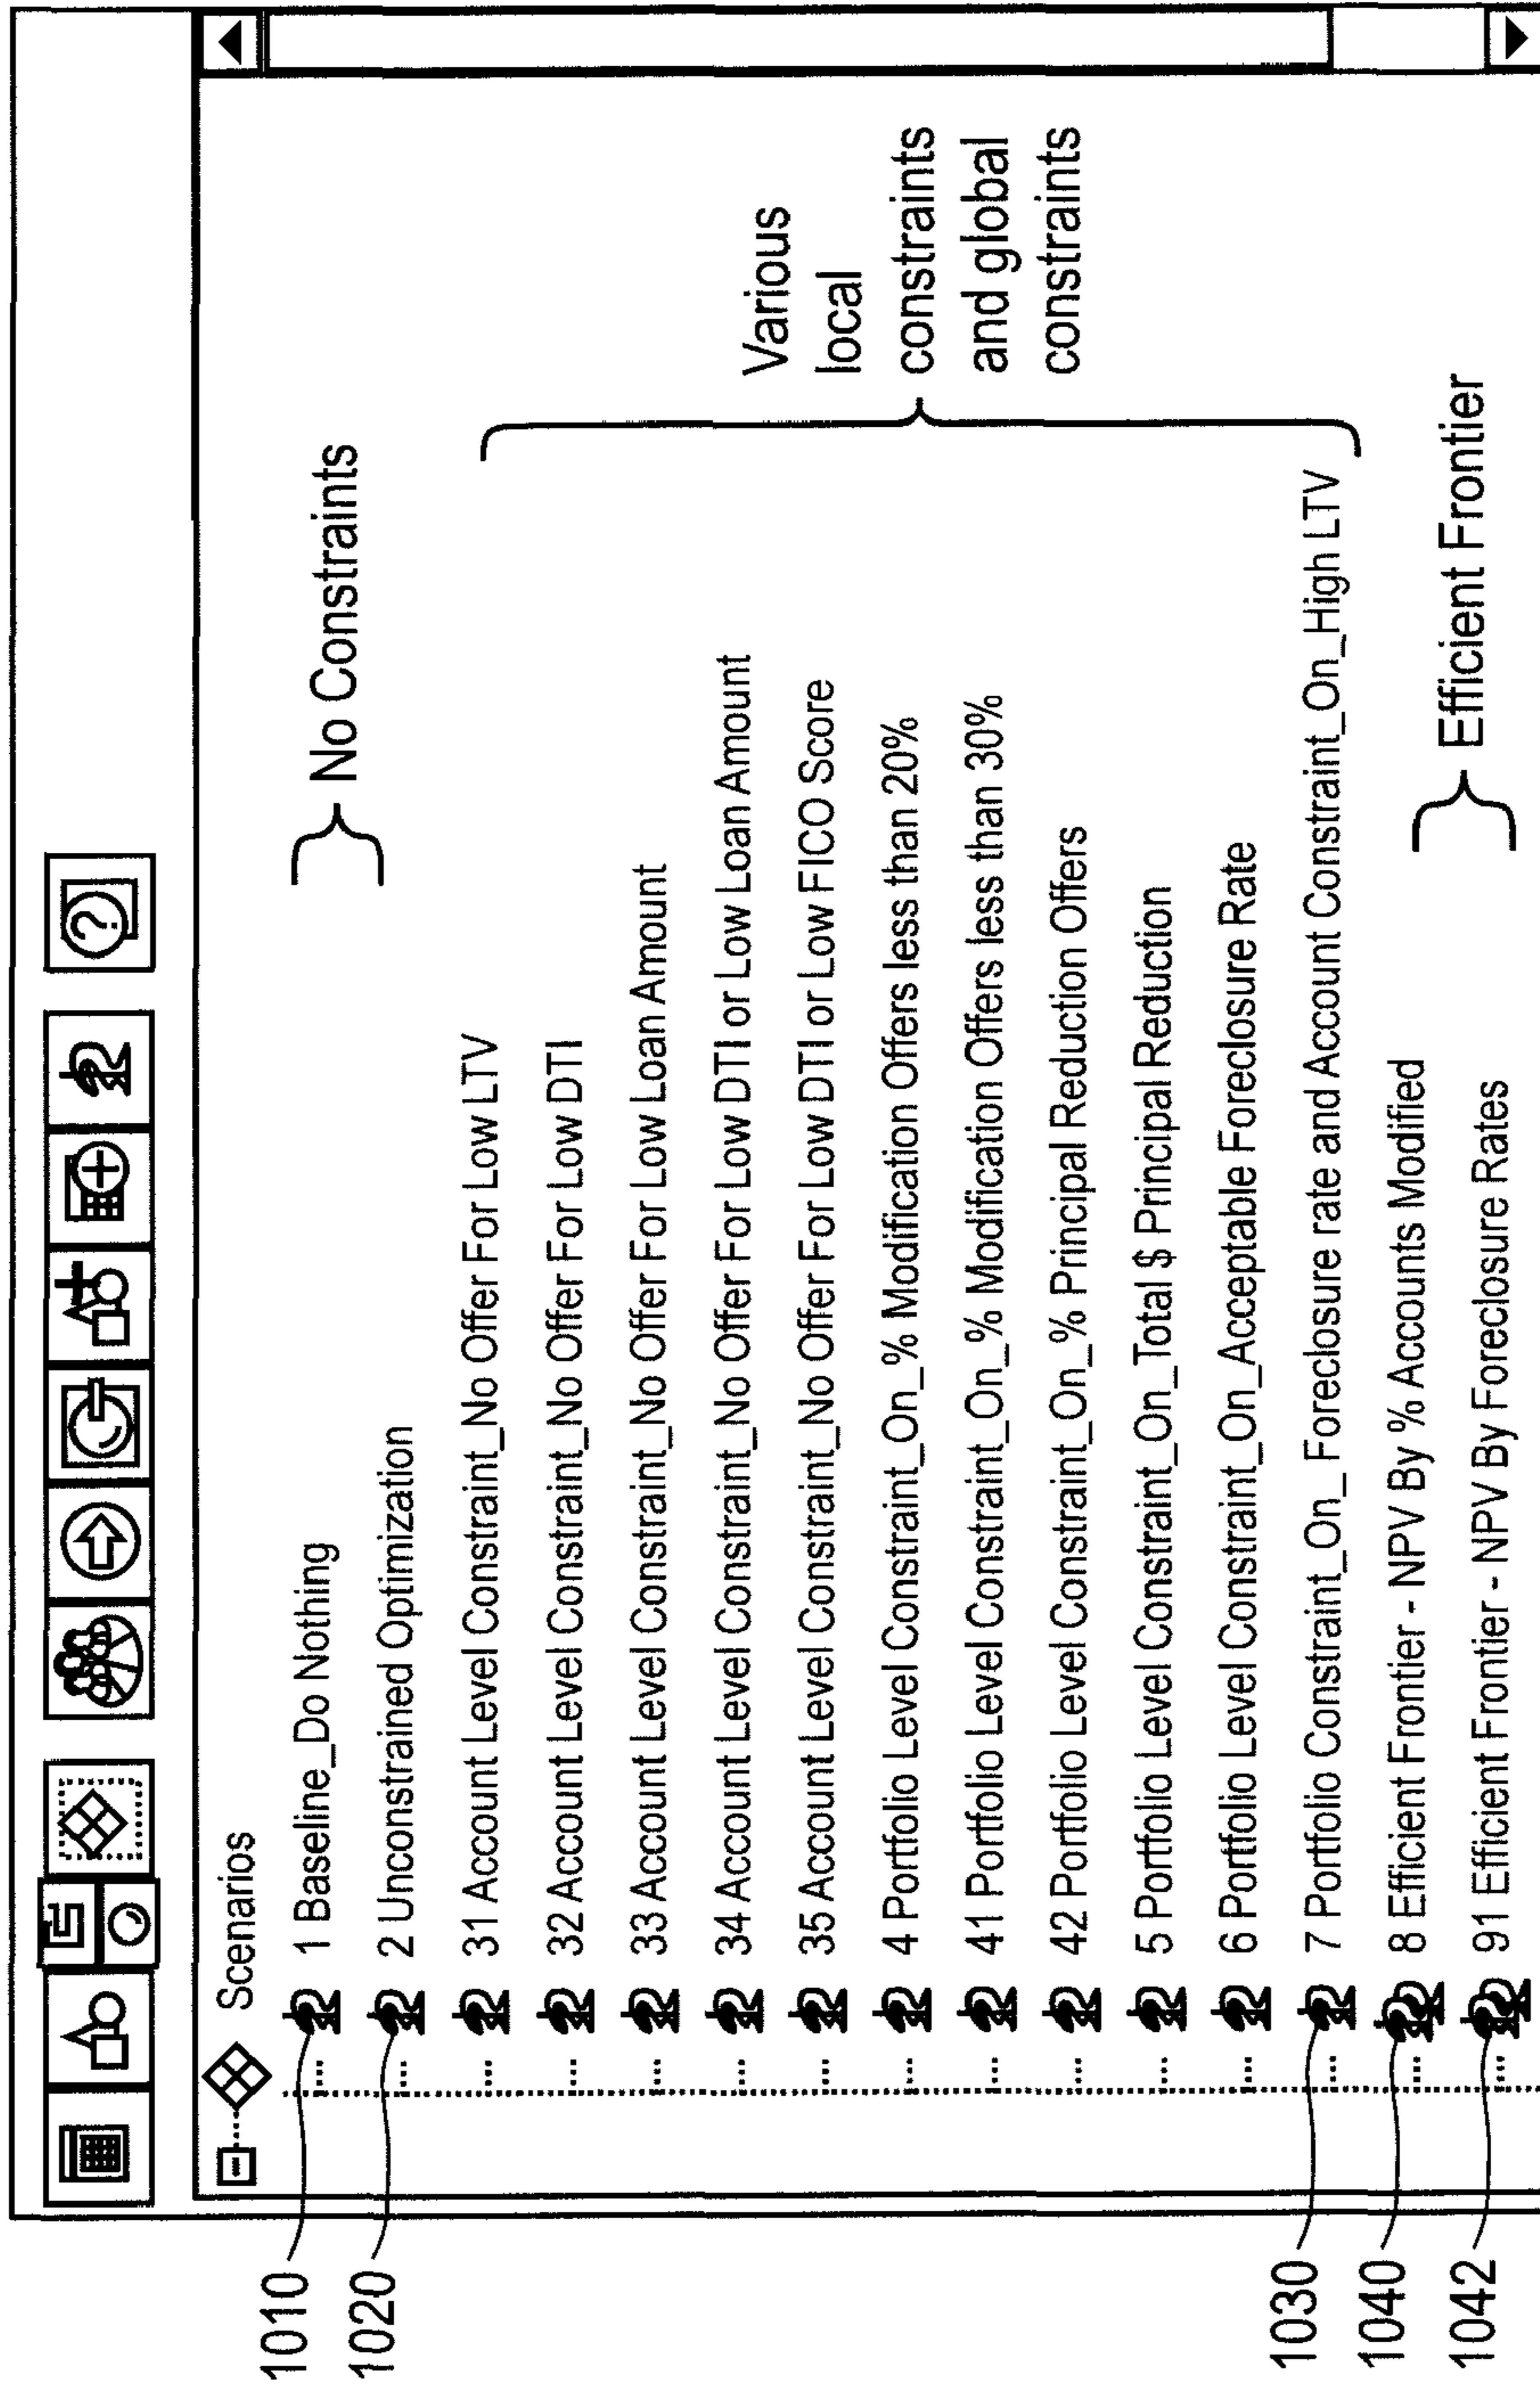 ?
Scenarios
1 Baseline_Do Nothing
2 Unconstrained Optimization
No Constraints
31 Account Level Constraint_No Offer For Low LTV
32 Account Level Constraint_No Offer For Low DTI
33 Account Level Constraint_No Offer For Low Loan Amount
34 Account Level Constraint_No Offer For Low DTI or Low Loan Amount
35 Account Level Constraint_No Offer For Low DTI or Low FICO Score
4 Portfolio Level Constraint_On_% Modification Offers less than 20%
41 Portfolio Level Constraint_On_% Modification Offers less than 30%
42 Portfolio Level Constraint_On_% Principal Reduction Offers
5 Portfolio Level Constraint_On_Total $ Principal Reduction
6 Portfolio Level Constraint_On_Acceptable Foreclosure Rate
7 Portfolio Constraint_On_ Foreclosure rate and Account Constraint_On_High LTV
Various
local
constraints
and global
constraints
8 Efficient Frontier - NPV By % Accounts Modified
91 Efficient Frontier - NPV By Foreclosure Rates
Efficient Frontier
1010
1020
1030
1040
1042